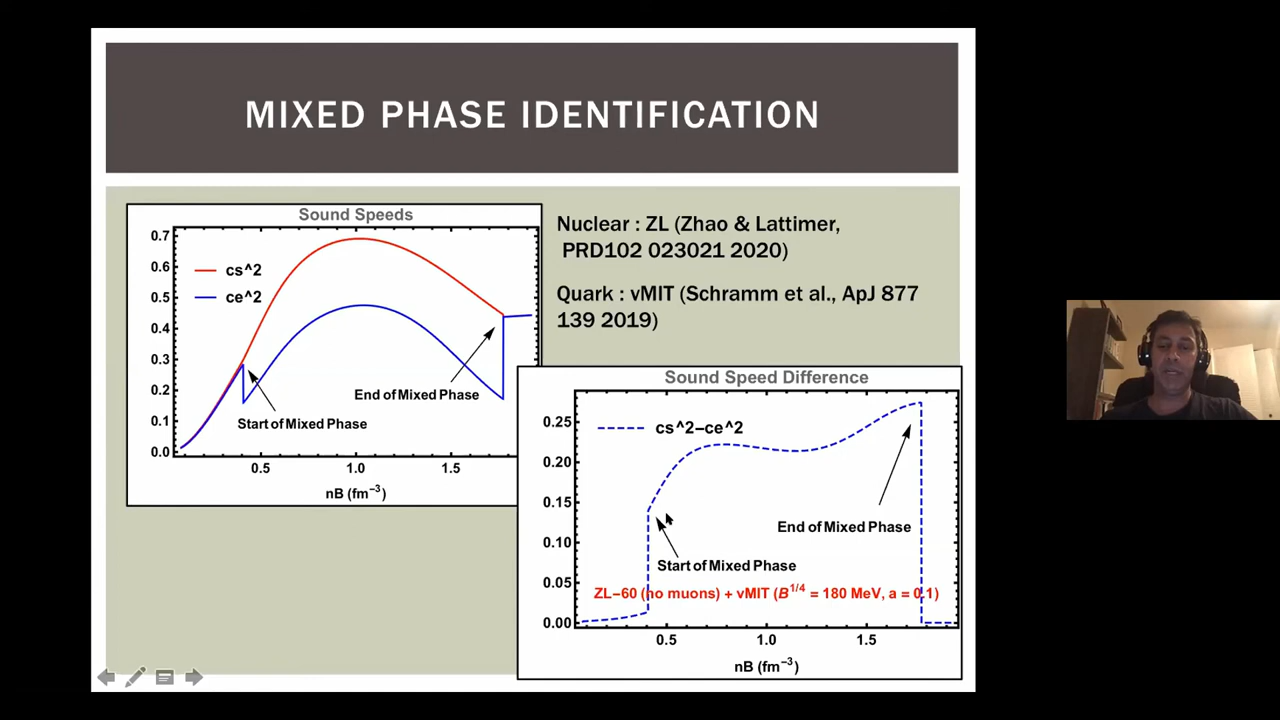 MIXED PHASE IDENTIFICATION
Sound Speeds
0.7
0.6
0.5
0.4
0.3
0.2
0.1
0.0
cs^2
ce^2
End of Mixed Phase
Start of Mixed Phase
0.5 1.0 1.5
nB (fm⁻³)
Nuclear : ZL (Zhao & Lattimer,
PRD102 023021 2020)
Quark : vMIT (Schramm et al., ApJ 877
139 2019)
Sound Speed Difference
0.25
0.20
0.15
0.10
0.05
0.00
cs^2−ce^2
End of Mixed Phase
Start of Mixed Phase
ZL−60 (no muons) + vMIT (B^1/4 = 180 MeV, a = 0.1)
0.5 1.0 1.5
nB (fm⁻³)